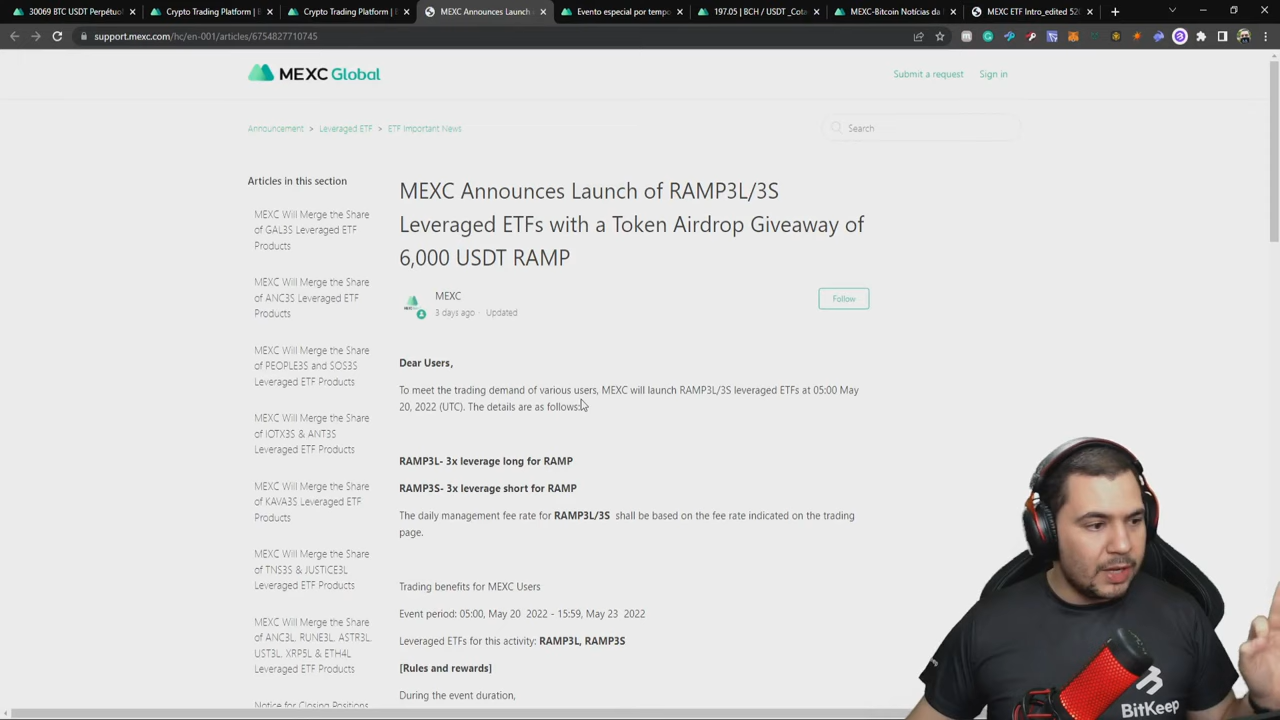 30069 BTC USDT Perpétuo
Crypto Trading Platform |
MEXC Announces Launch
Eventos especial por tempo
197.05 | BCH / USDT _Cota
MEXC-Bitcoin Notícias da
MEXC ETF Intro_edited 520
support.mexc.com/hc/en-001/articles/6754827710745
MEXC Global
Submit a request
Sign in
Announcement > Leveraged ETF > ETF Important News
Search
Articles in this section
MEXC Will Merge the Share
of GAL3S Leveraged ETF
Products
MEXC Will Merge the Share
of ANC3S Leveraged ETF
Products
MEXC Will Merge the Share
of PEOPLE3S and SOS3S
Leveraged ETF Products
MEXC Will Merge the Share
of IOTX3S & ANT3S
Leveraged ETF Products
MEXC Will Merge the Share
of KAVA3S Leveraged ETF
Products
MEXC Will Merge the Share
of TNS3S & JUSTICE3L
Leveraged ETF Products
MEXC Will Merge the Share
of ANC3L, RUNE3L, ASTR3L,
UST3L, XRP5L & ETH4L
Leveraged ETF Products
Notice for Closing Positions
MEXC Announces Launch of RAMP3L/3S
Leveraged ETFs with a Token Airdrop Giveaway of
6,000 USDT RAMP
MEXC
3 days ago · Updated
Follow
Dear Users,
To meet the trading demand of various users, MEXC will launch RAMP3L/3S leveraged ETFs at 05:00 May
20, 2022 (UTC). The details are as follows:
RAMP3L- 3x leverage long for RAMP
RAMP3S- 3x leverage short for RAMP
The daily management fee rate for RAMP3L/3S shall be based on the fee rate indicated on the trading
page.
Trading benefits for MEXC Users
Event period: 05:00, May 20 2022 - 15:59, May 23 2022
Leveraged ETFs for this activity: RAMP3L, RAMP3S
[Rules and rewards]
During the event duration,
BitKeep